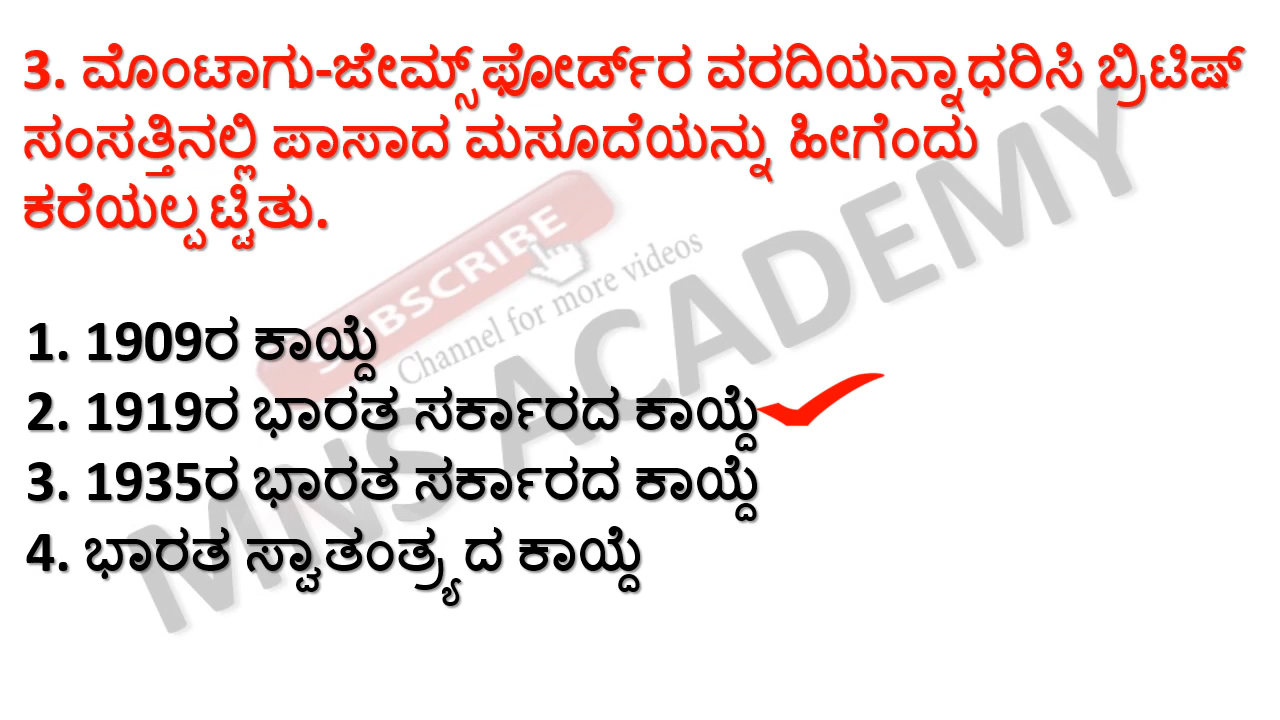 3. ಮೊಂಟಾಗು-ಜೇಮ್ಸ್‌ಫೋರ್ಡ್‌ರ ವರದಿಯನ್ನಾಧರಿಸಿ ಬ್ರಿಟಿಷ್
ಸಂಸತ್ತಿನಲ್ಲಿ ಪಾಸಾದ ಮಸೂದೆಯನ್ನು ಹೀಗೆಂದು
ಕರೆಯಲ್ಪಟ್ಟಿತು.
SUBSCRIBE
Channel for more videos
MNS ACADEMY
1. 1909ರ ಕಾಯ್ದೆ
2. 1919ರ ಭಾರತ ಸರ್ಕಾರದ ಕಾಯ್ದೆ
3. 1935ರ ಭಾರತ ಸರ್ಕಾರದ ಕಾಯ್ದೆ
4. ಭಾರತ ಸ್ವಾತಂತ್ರ್ಯದ ಕಾಯ್ದೆ